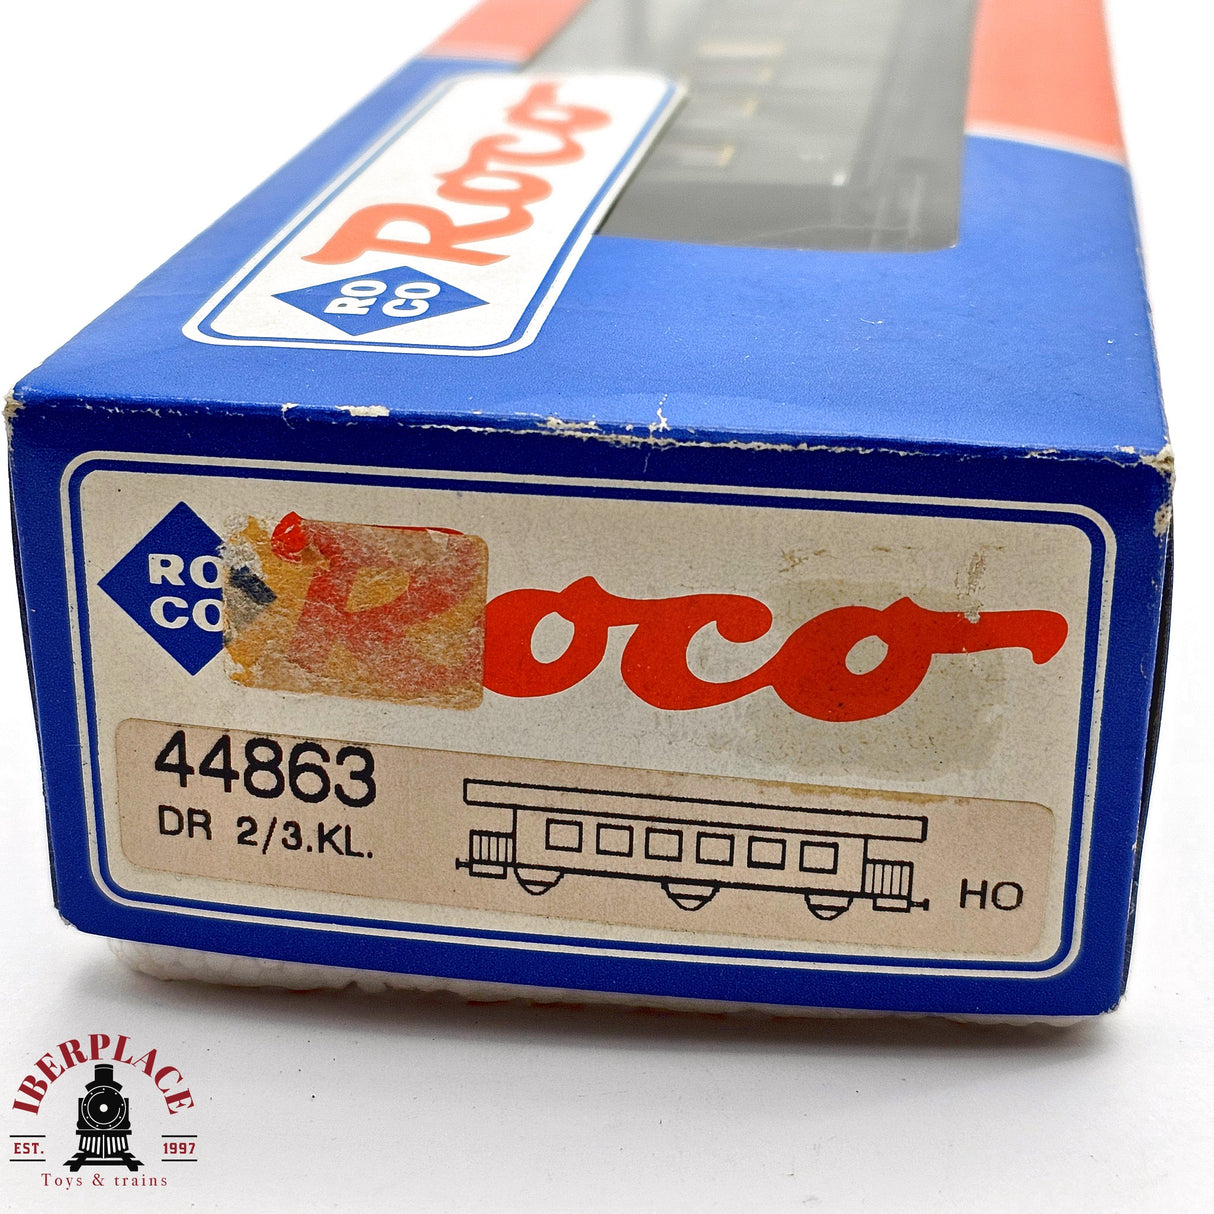 Roco
RO
CO
RO
CO
Roco
44863
DR 2/3.KL.
HO
IBERPLACE
EST. 1997
Toys & trains